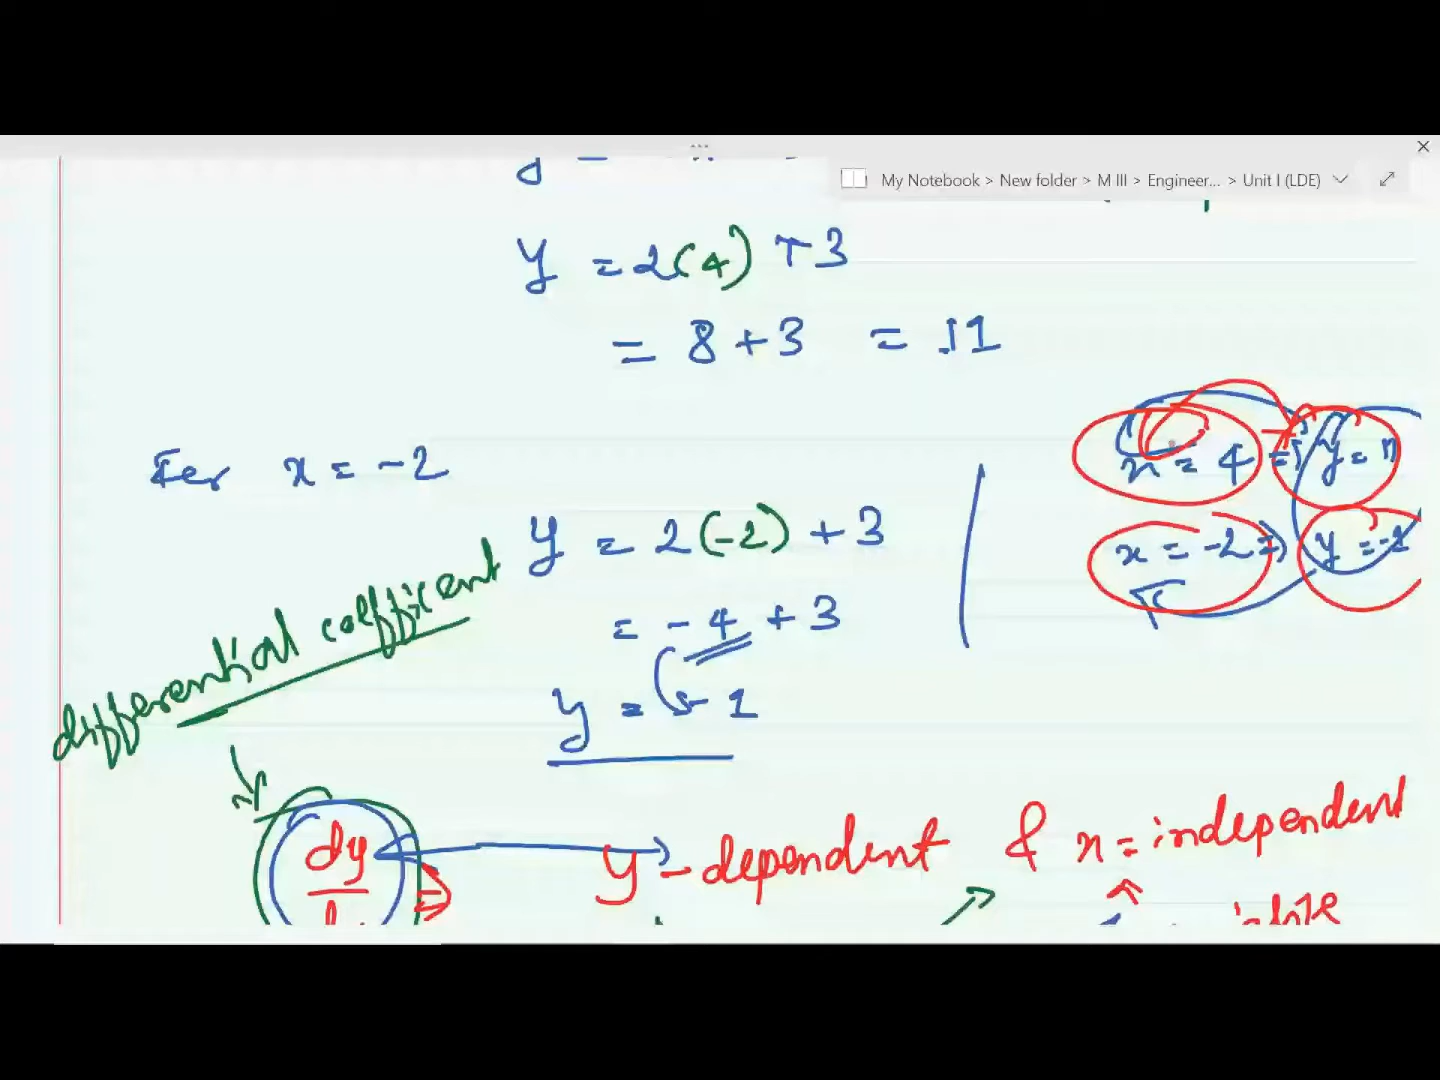 My Notebook > New folder > M III > Engineer... > Unit I (LDE)
y = 2(4) + 3
= 8 + 3 = 11
x = 4 => y = 11
For x = -2
y = 2(-2) + 3
x = -2 => y = -1
differential coefficient
= -4 + 3
y = -1
dy
y - dependent & x = independent